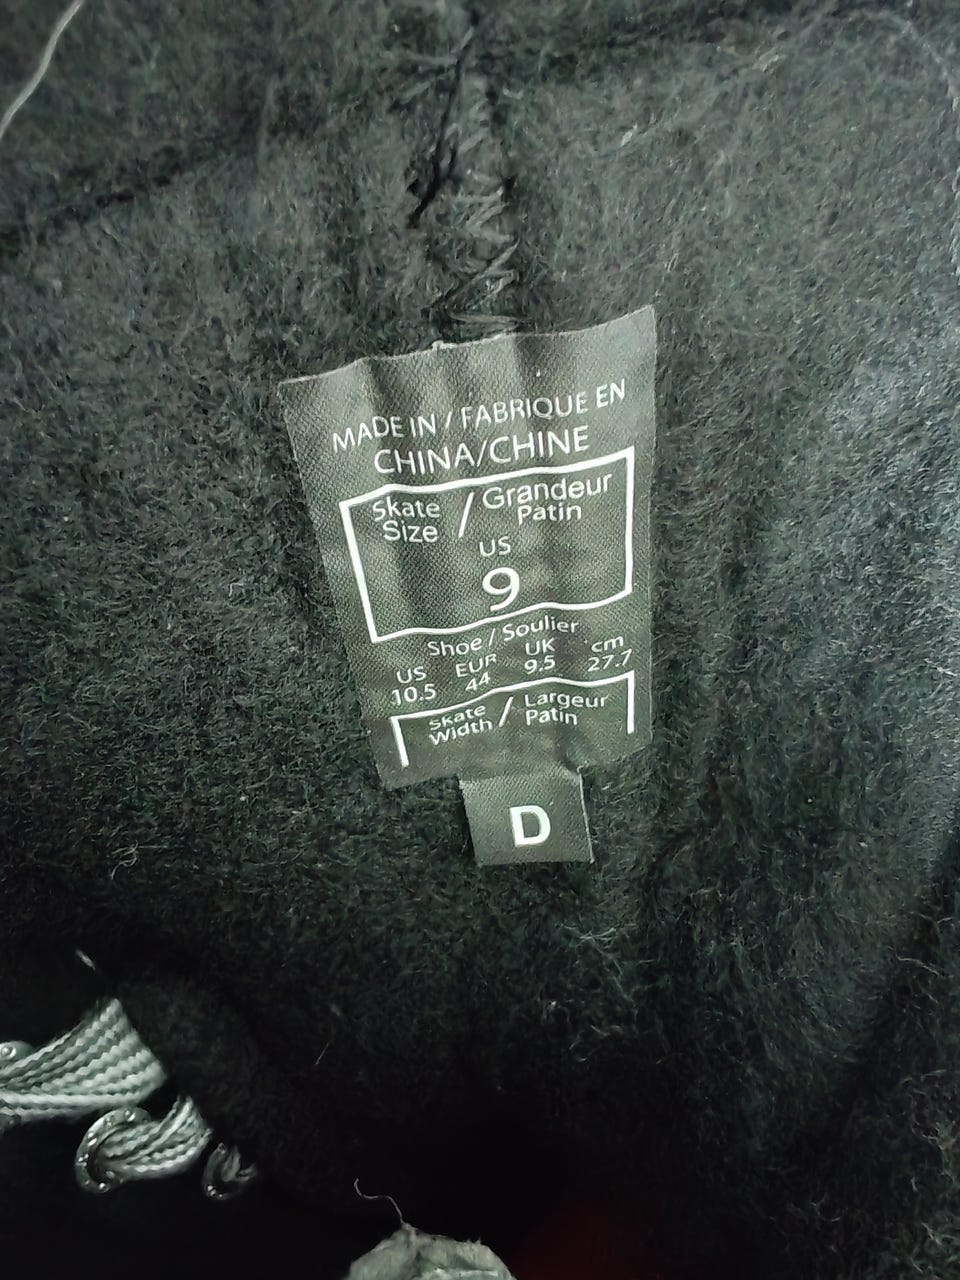 MADE IN / FABRIQUE EN
CHINA/CHINE
Skate Size / Grandeur Patin
US
9
Shoe / Soulier
US EUR UK cm
10.5 44 9.5 27.7
Skate Width / Largeur Patin
D